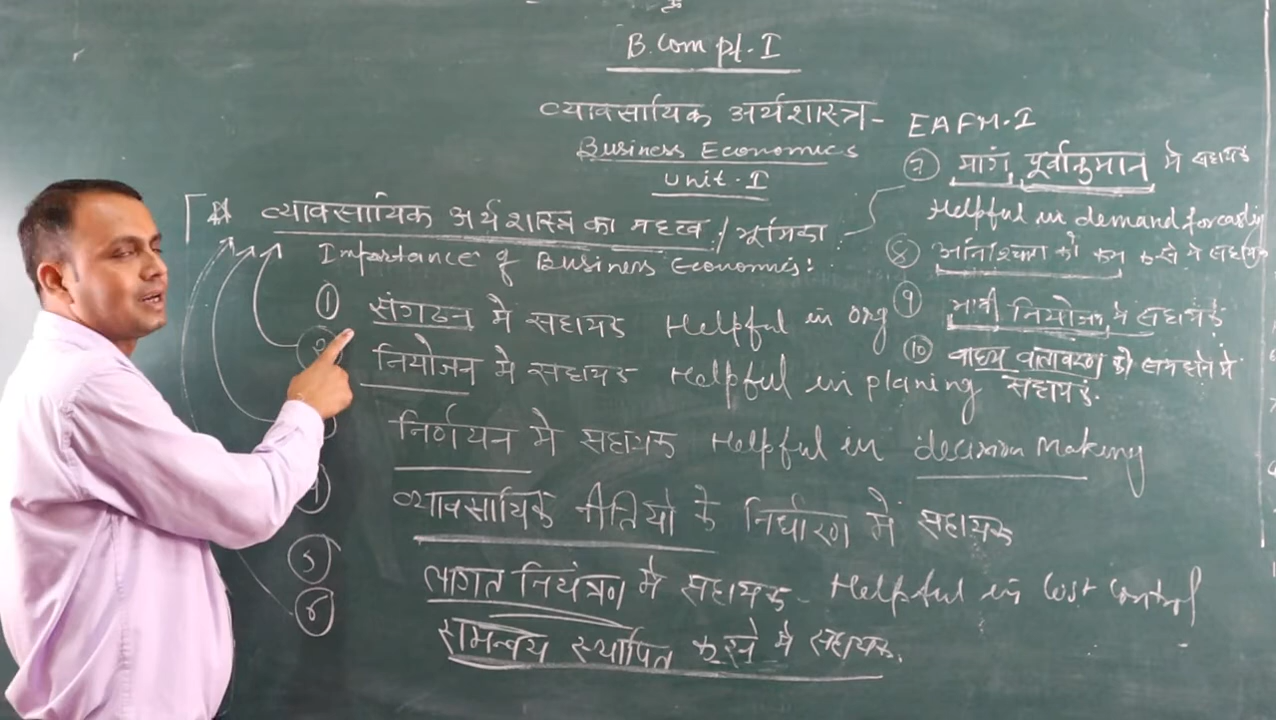 B.Com pt. I
व्यावसायिक अर्थशास्त्र- EAFM-I
Business Economics
Unit-I
व्यावसायिक अर्थशास्त्र का महत्व / भूमिका
Importance of Business Economics:
① संगठन मे सहायक Helpful in org
② नियोजन मे सहायक Helpful in planing
निर्णयन मे सहायक Helpful in decision Making
④ व्यावसायिक नीतियो के निर्धारण मे सहायक
⑤ लागत नियंत्रण मे सहायक - Helpful in Cost Control
⑥ समन्वय स्थापित करने मे सहायक.
⑦ मांग पूर्वानुमान मे सहायक
Helpful in demand forcasting
⑧ अनिश्चितता को कम करने मे सहायक
⑨ भावी नियोजन मे सहायक
⑩ वाह्य वातावरण को समझने मे
सहायक.